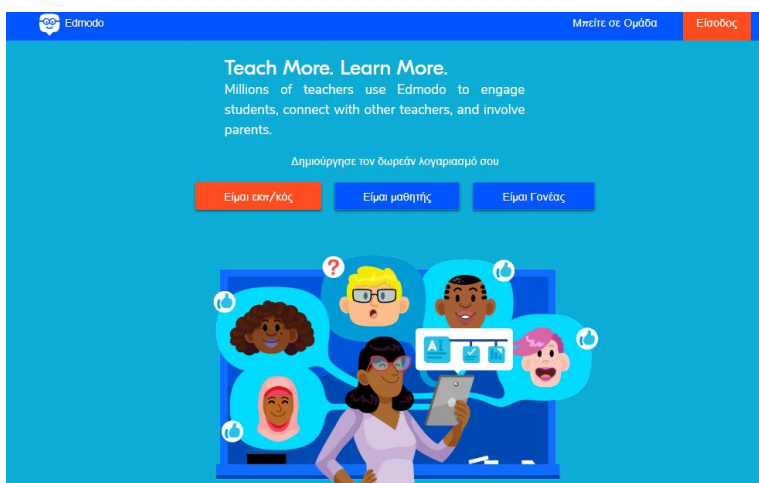 Edmodo
Μπείτε σε Ομάδα
Είσοδος
Teach More. Learn More.
Millions of teachers use Edmodo to engage
students, connect with other teachers, and involve
parents.
Δημιούργησε τον δωρεάν λογαριασμό σου
Είμαι εκπ/κός
Είμαι μαθητής
Είμαι Γονέας
?
AI